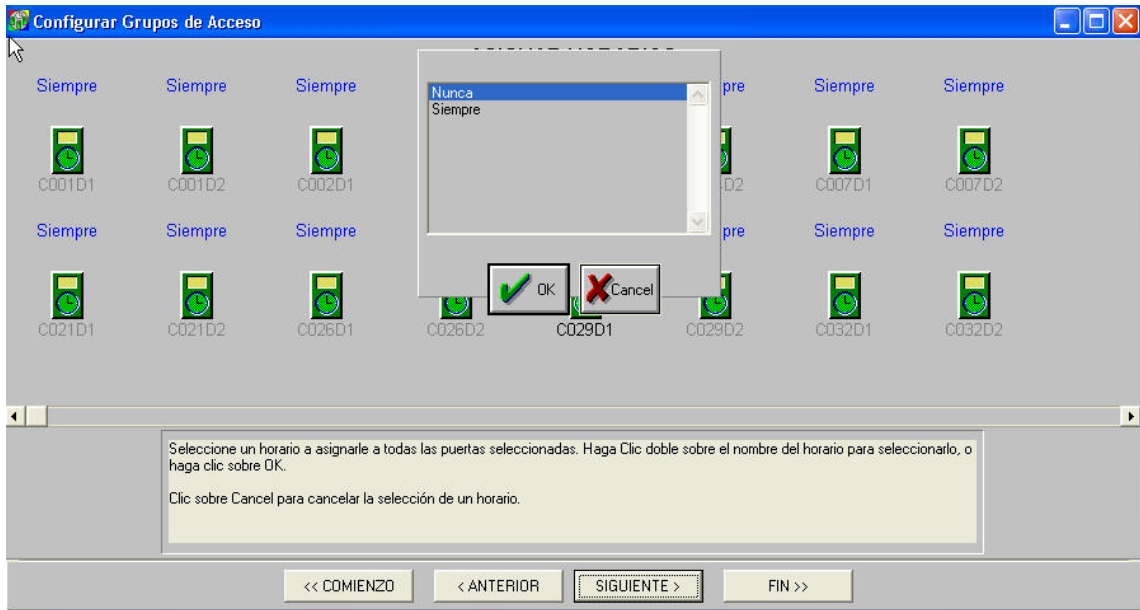 Configurar Grupos de Acceso
Siempre Siempre Siempre pre Siempre Siempre
Nunca
Siempre
C001D1 C001D2 C002D1 D2 C007D1 C007D2
Siempre Siempre Siempre pre Siempre Siempre
OK Cancel
C021D1 C021D2 C026D1 C026D2 C029D1 C029D2 C032D1 C032D2
Seleccione un horario a asignarle a todas las puertas seleccionadas. Haga Clic doble sobre el nombre del horario para seleccionarlo, o
haga clic sobre OK.
Clic sobre Cancel para cancelar la selección de un horario.
<< COMIENZO < ANTERIOR SIGUIENTE > FIN >>